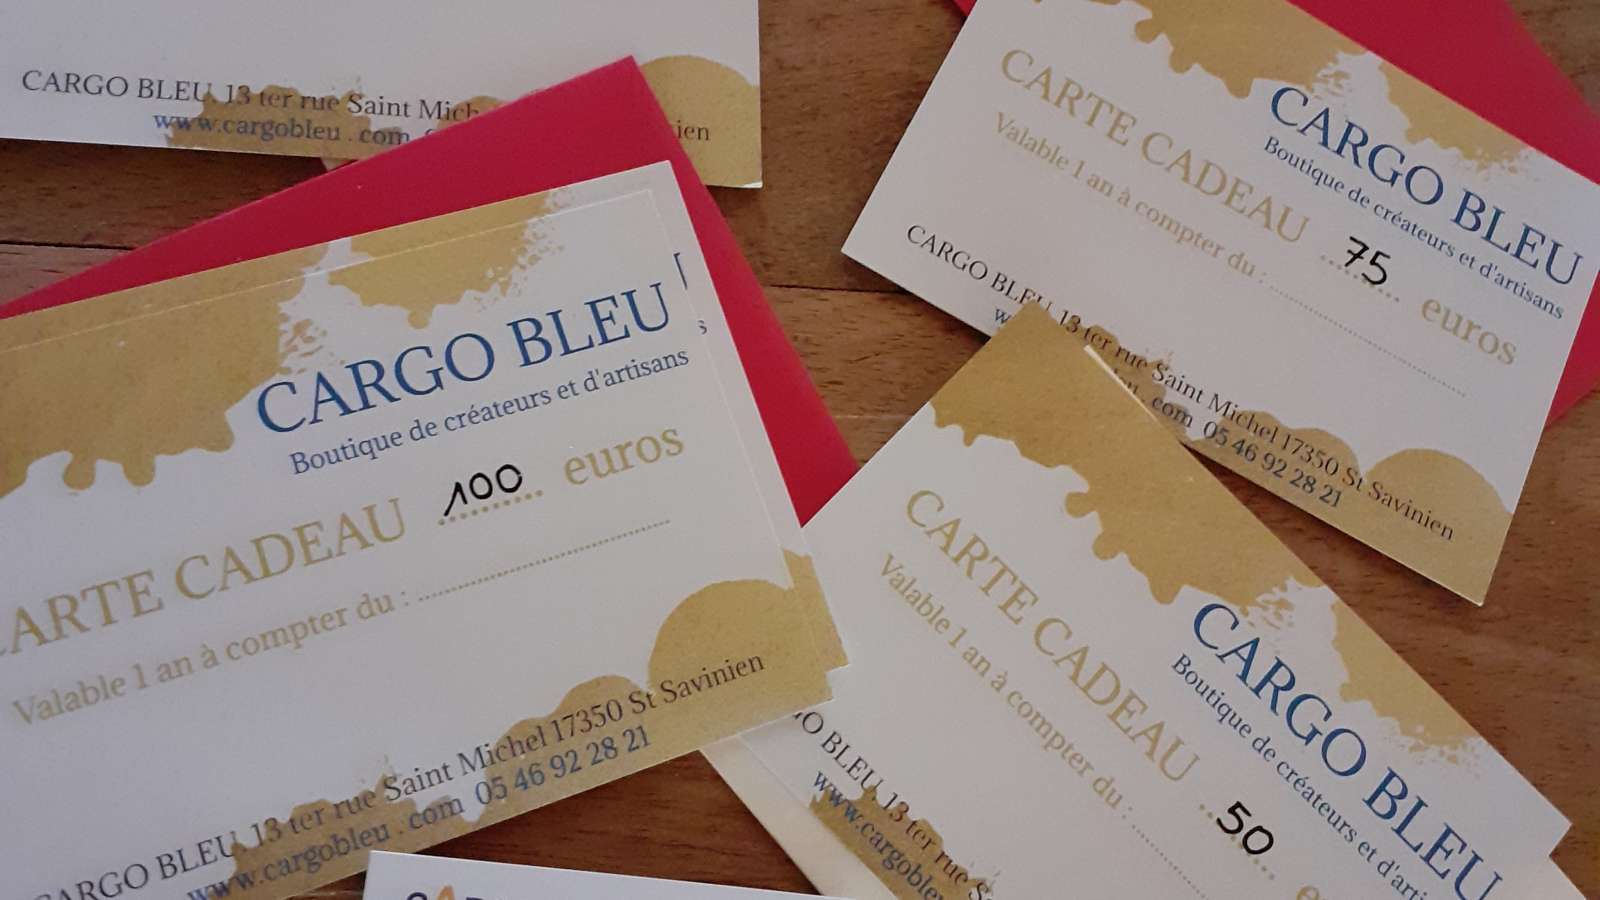 CARGO BLEU, 13 ter rue Saint Mich
www.cargobleu . com
ien
CARGO BLEU
Boutique de créateurs et d'artisans
CARTE CADEAU 75 euros
Valable 1 an à compter du : ..........
CARGO BLEU, 13 ter rue Saint Michel 17350 St Savinien
w eu . com 05 46 92 28 21
CARGO BLEU
Boutique de créateurs et d'artisans
ARTE CADEAU 100 euros
Valable 1 an à compter du : ..........
CARGO BLEU, 13 ter rue Saint Michel 17350 St Savinien
www.cargobleu . com 05 46 92 28 21
CARGO BLEU
Boutique de créateurs et d'arti
CARTE CADEAU 50 e
Valable 1 an à compter du : ..........
GO BLEU, 13 ter rue S
www.cargoble